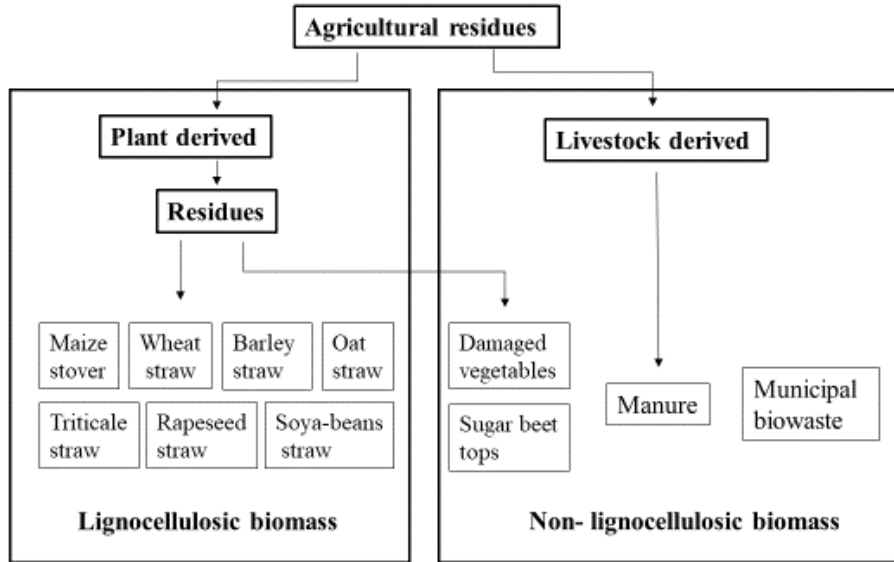 Agricultural residues
Plant derived
Livestock derived
Residues
Maize
stover
Wheat
straw
Barley
straw
Oat
straw
Triticale
straw
Rapeseed
straw
Soya-beans
straw
Damaged
vegetables
Sugar beet
tops
Manure
Municipal
biowaste
Lignocellulosic biomass
Non- lignocellulosic biomass